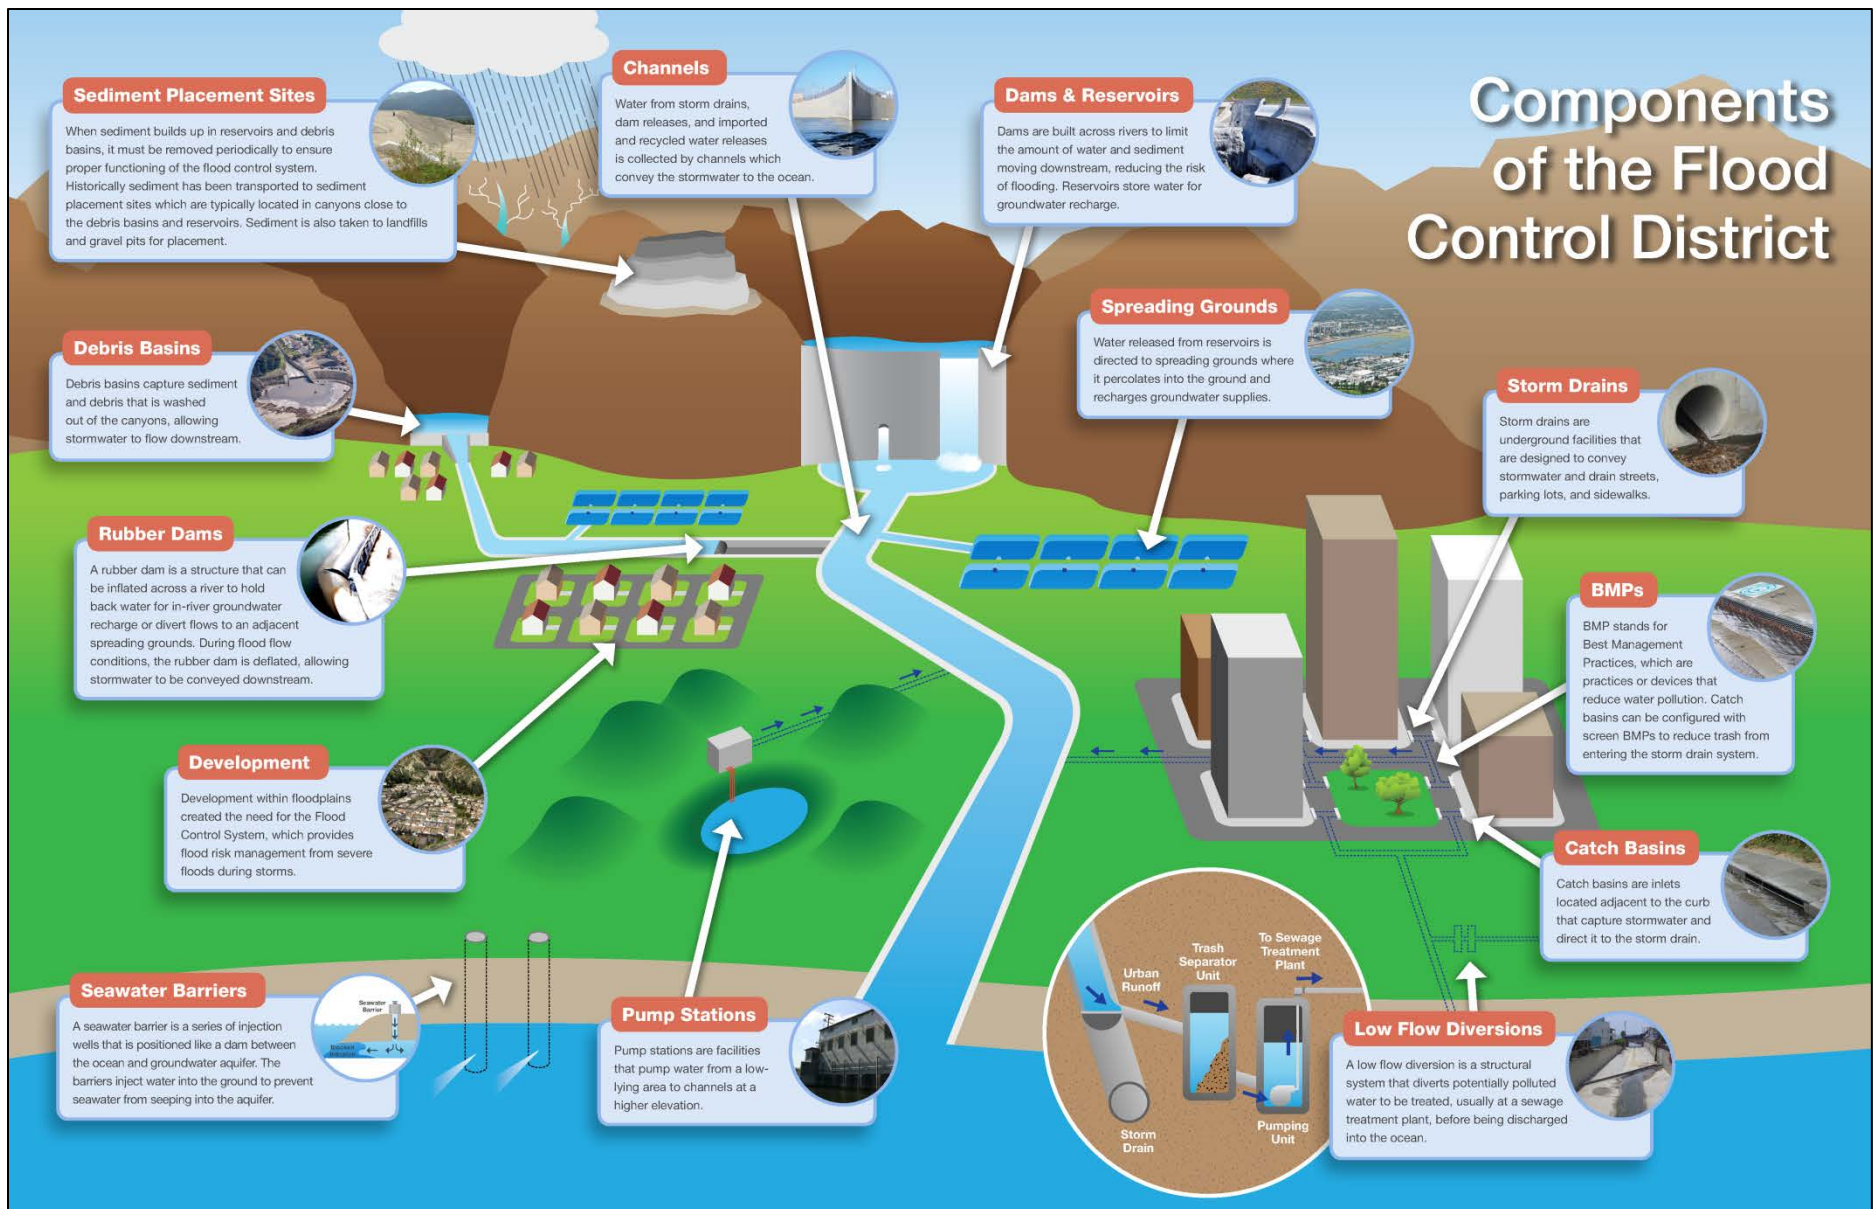 Components
of the Flood
Control District
Sediment Placement Sites
When sediment builds up in reservoirs and debris
basins, it must be removed periodically to ensure
proper functioning of the flood control system.
Historically sediment has been transported to sediment
placement sites which are typically located in canyons close to
the debris basins and reservoirs. Sediment is also taken to landfills
and gravel pits for placement.
Channels
Water from storm drains,
dam releases, and imported
and recycled water releases
is collected by channels which
convey the stormwater to the ocean.
Dams & Reservoirs
Dams are built across rivers to limit
the amount of water and sediment
moving downstream, reducing the risk
of flooding. Reservoirs store water for
groundwater recharge.
Debris Basins
Debris basins capture sediment
and debris that is washed
out of the canyons, allowing
stormwater to flow downstream.
Spreading Grounds
Water released from reservoirs is
directed to spreading grounds where
it percolates into the ground and
recharges groundwater supplies.
Storm Drains
Storm drains are
underground facilities that
are designed to convey
stormwater and drain streets,
parking lots, and sidewalks.
Rubber Dams
A rubber dam is a structure that can
be inflated across a river to hold
back water for in-river groundwater
recharge or divert flows to an adjacent
spreading grounds. During flood flow
conditions, the rubber dam is deflated, allowing
stormwater to be conveyed downstream.
BMPs
BMP stands for
Best Management
Practices, which are
practices or devices that
reduce water pollution. Catch
basins can be configured with
screen BMPs to reduce trash from
entering the storm drain system.
Development
Development within floodplains
created the need for the Flood
Control System, which provides
flood risk management from severe
floods during storms.
Catch Basins
Catch basins are inlets
located adjacent to the curb
that capture stormwater and
direct it to the storm drain.
Seawater Barriers
A seawater barrier is a series of injection
wells that is positioned like a dam between
the ocean and groundwater aquifer. The
barriers inject water into the ground to prevent
seawater from seeping into the aquifer.
Seawater
Barrier
Pump Stations
Pump stations are facilities
that pump water from a low-
lying area to channels at a
higher elevation.
Urban
Runoff
Trash
Separator
Unit
To Sewage
Treatment
Plant
Storm
Drain
Pumping
Unit
Low Flow Diversions
A low flow diversion is a structural
system that diverts potentially polluted
water to be treated, usually at a sewage
treatment plant, before being discharged
into the ocean.